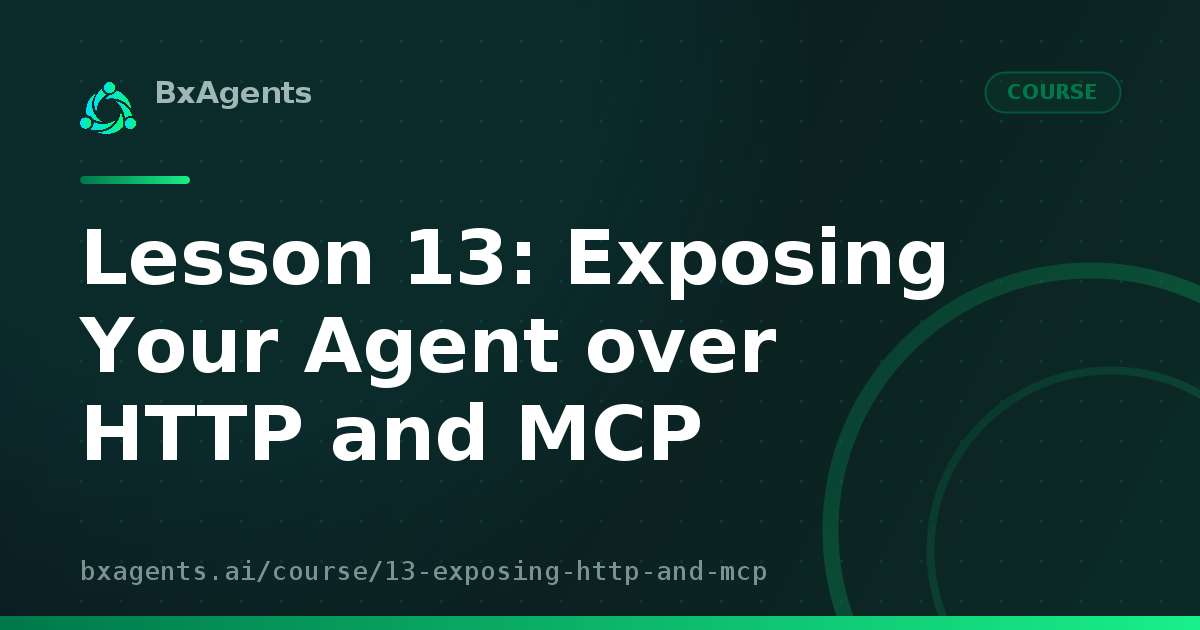 BxAgents
COURSE
Lesson 13: Exposing
Your Agent over
HTTP and MCP
bxagents.ai/course/13-exposing-http-and-mcp